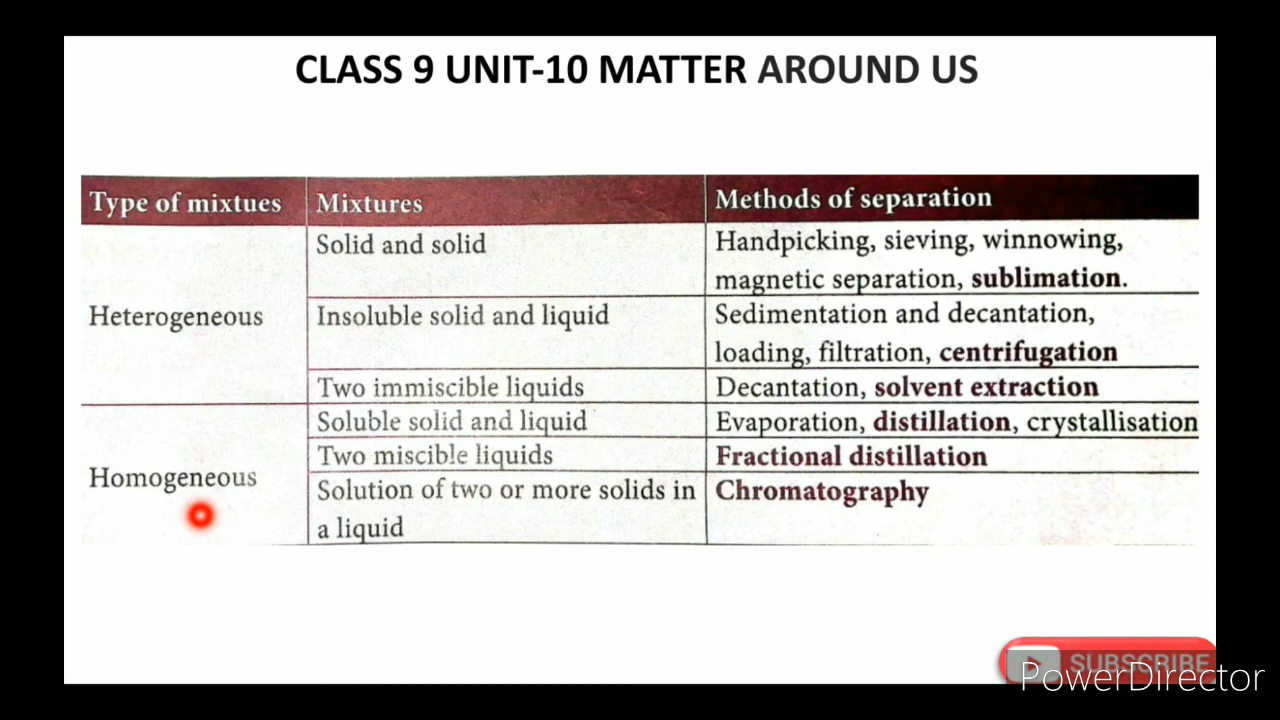 CLASS 9 UNIT-10 MATTER AROUND US
Type of mixtues
Mixtures
Methods of separation
Heterogeneous
Solid and solid
Handpicking, sieving, winnowing,
magnetic separation, sublimation.
Insoluble solid and liquid
Sedimentation and decantation,
loading, filtration, centrifugation
Two immiscible liquids
Decantation, solvent extraction
Homogeneous
Soluble solid and liquid
Evaporation, distillation, crystallisation
Two miscible liquids
Fractional distillation
Solution of two or more solids in
a liquid
Chromatography
SUBSCRIBE
PowerDirector